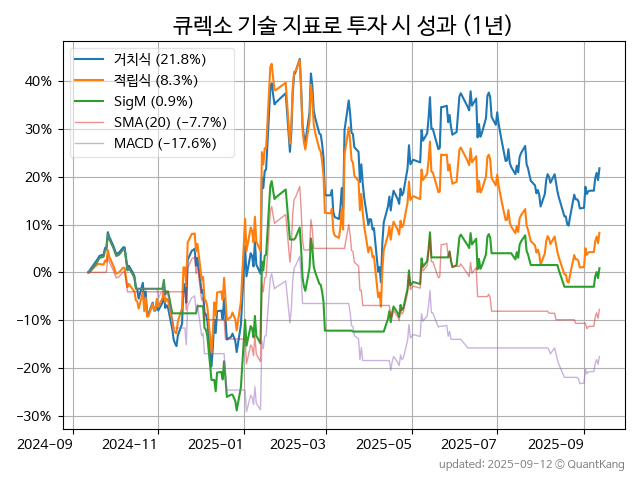 큐렉소 기술 지표로 투자 시 성과 (1년)
거치식 (21.8%)
적립식 (8.3%)
SigM (0.9%)
SMA(20) (−7.7%)
MACD (−17.6%)
40%
30%
20%
10%
0%
−10%
−20%
−30%
2024-09 2024-11 2025-01 2025-03 2025-05 2025-07 2025-09
updated: 2025-09-12 © QuantKang